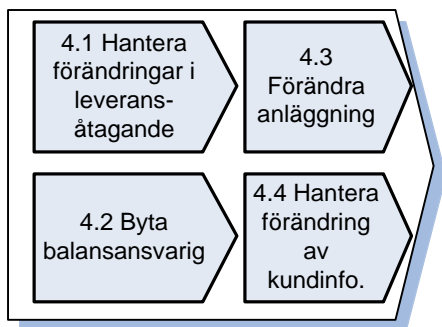 4.1 Hantera
förändringar i
leverans-
åtagande
4.3
Förändra
anläggning
4.2 Byta
balansansvarig
4.4 Hantera
förändring
av
kundinfo.